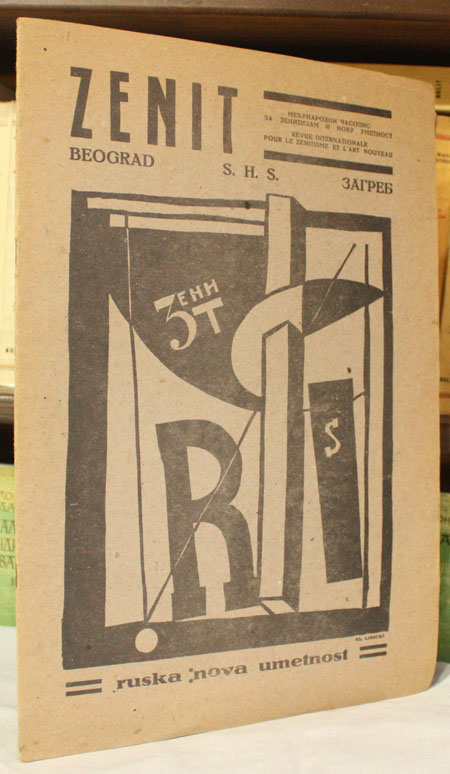 ZENIT
МЕЂУНАРОДНИ ЧАСОПИС
ЗА ЗЕНИТИЗАМ И НОВУ УМЕТНОСТ
REVUE INTERNATIONALE
POUR LE ZENITISME ET L'ART NOUVEAU
BEOGRAD
S. H. S.
ЗАГРЕБ
ЗЕНИТ
R
S
EL LISICKI
ruska nova umetnost